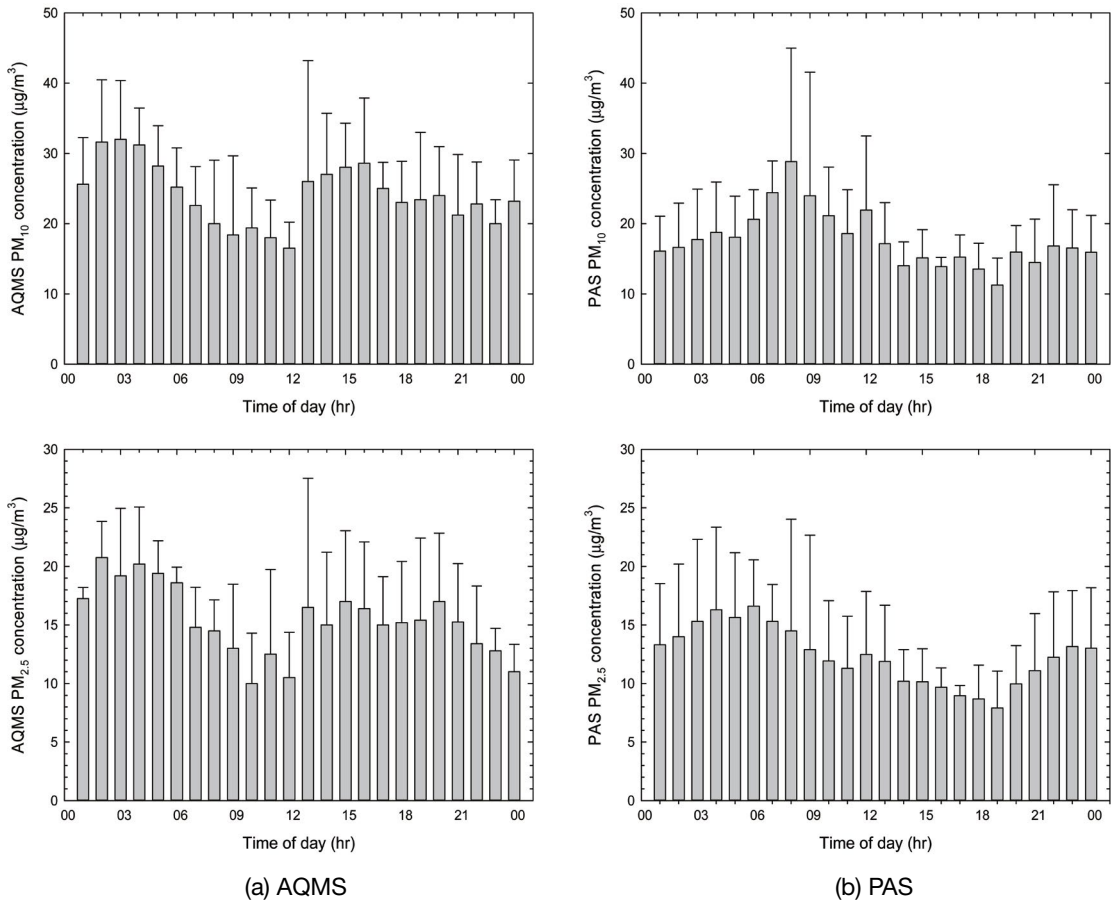 50
40
30
20
10
0
AQMS PM10 concentration (μg/m3)
00 03 06 09 12 15 18 21 00
Time of day (hr)
50
40
30
20
10
0
PAS PM10 concentration (μg/m3)
00 03 06 09 12 15 18 21 00
Time of day (hr)
30
25
20
15
10
5
0
AQMS PM2.5 concentration (μg/m3)
00 03 06 09 12 15 18 21 00
Time of day (hr)
(a) AQMS
30
25
20
15
10
5
0
PAS PM2.5 concentration (μg/m3)
00 03 06 09 12 15 18 21 00
Time of day (hr)
(b) PAS